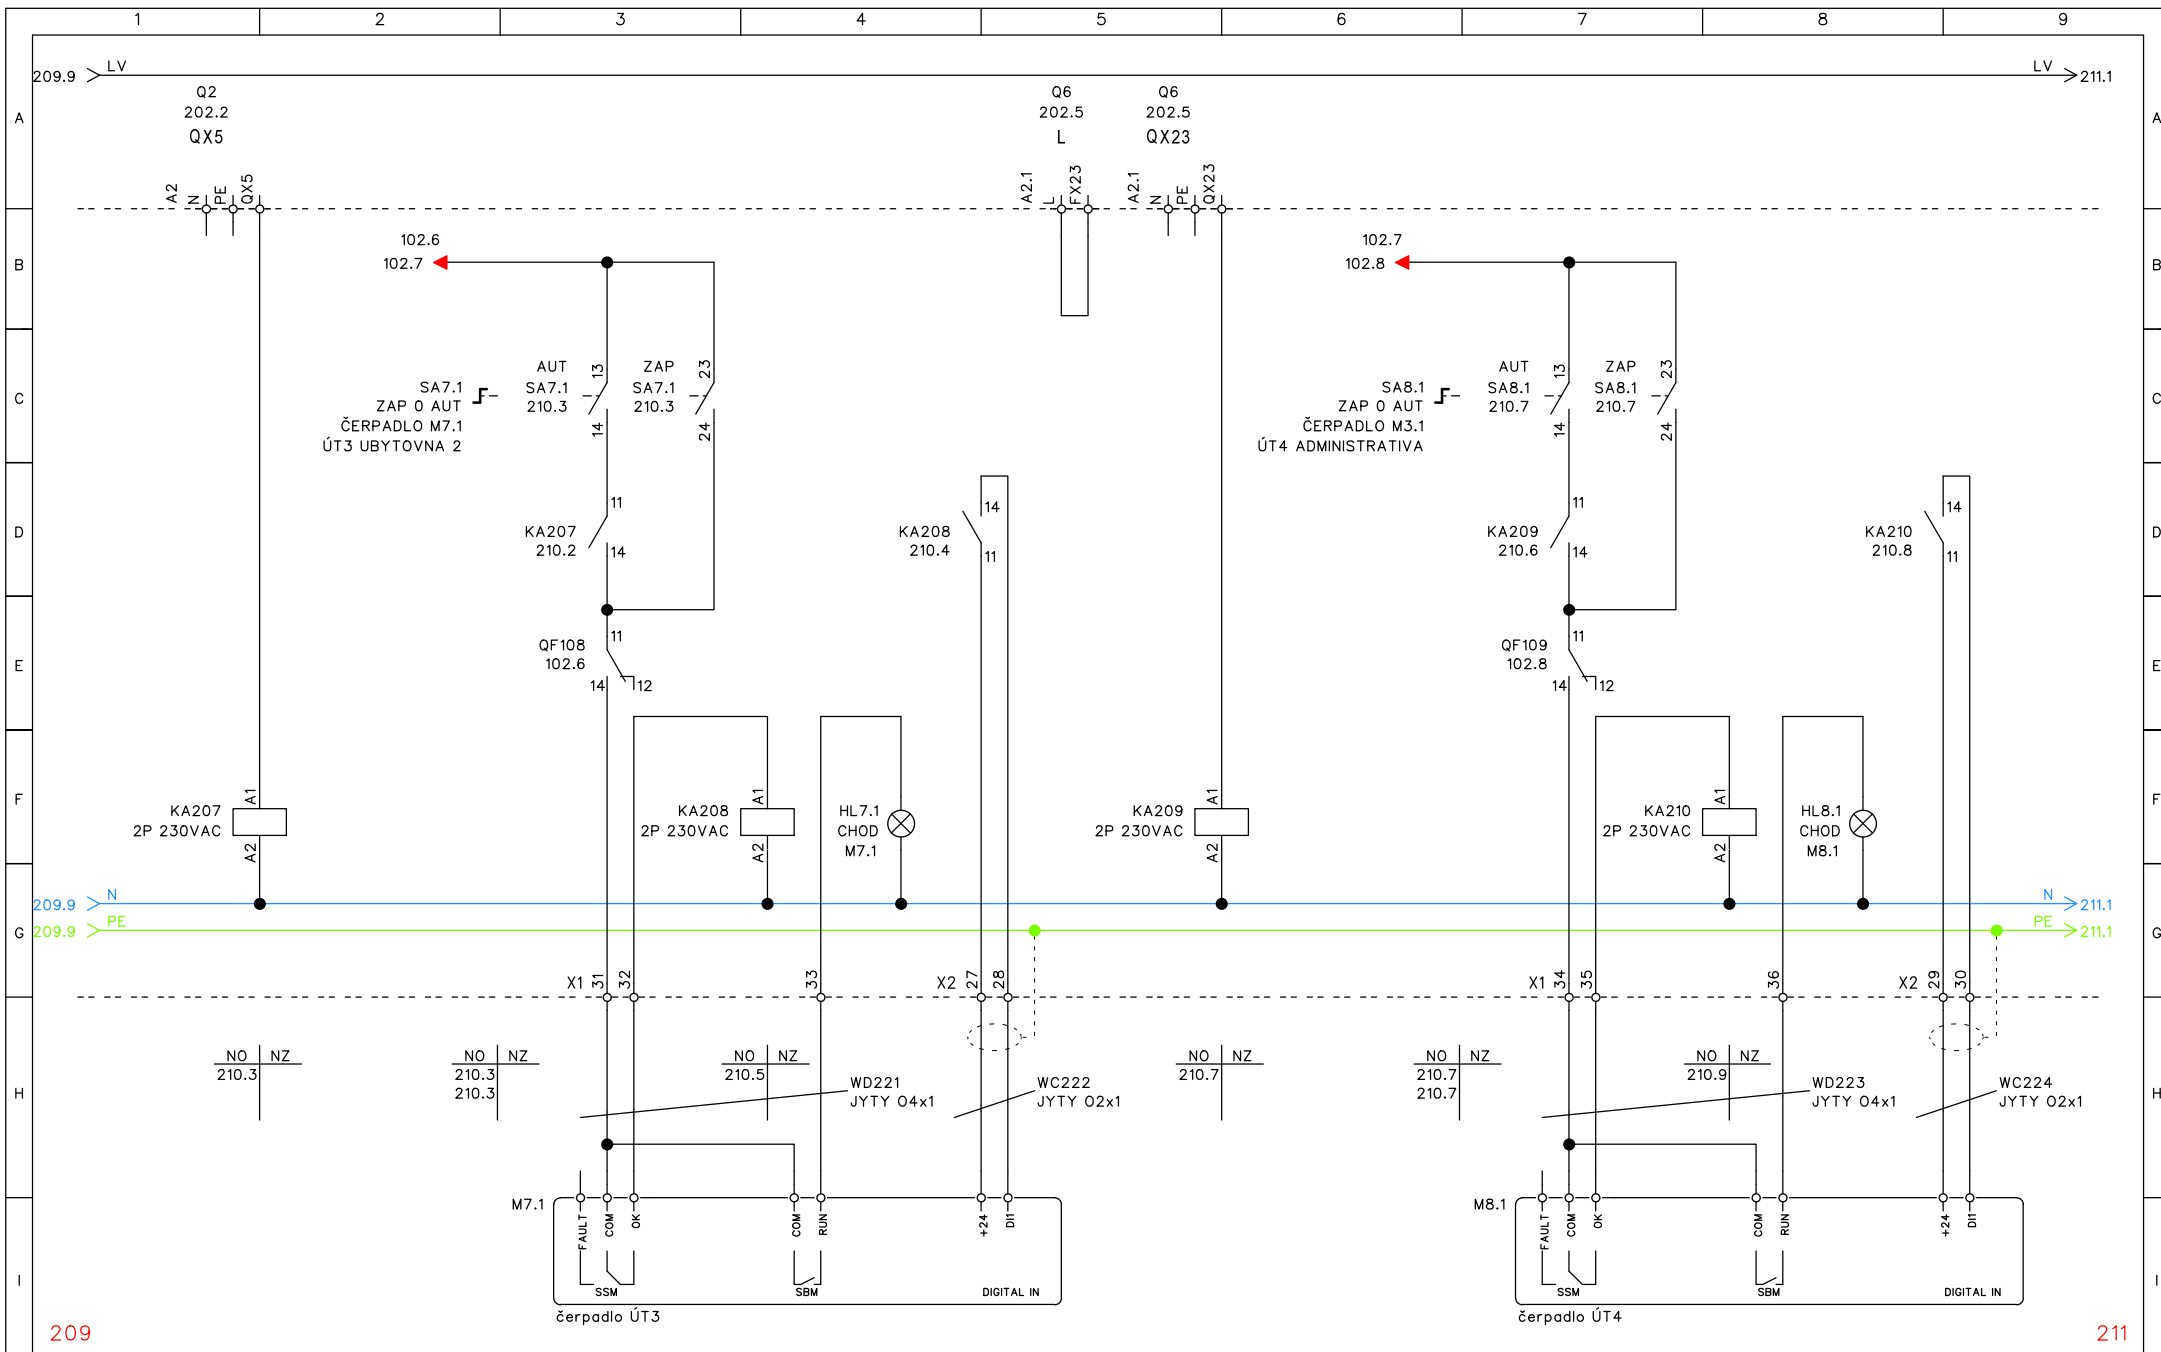 1 2 3 4 5 6 7 8 9
209.9 LV LV 211.1
Q2
202.2
QX5
Q6
202.5
L
Q6
202.5
QX23
A A
A2 N PE QX5
A2.1 L FX23
A2.1 N PE QX23
B B
102.6
102.7
102.7
102.8
C C
SA7.1
ZAP 0 AUT
ČERPADLO M7.1
ÚT3 UBYTOVNA 2
AUT
SA7.1
210.3
13
14
ZAP
SA7.1
210.3
23
24
SA8.1
ZAP 0 AUT
ČERPADLO M3.1
ÚT4 ADMINISTRATIVA
AUT
SA8.1
210.7
13
14
ZAP
SA8.1
210.7
23
24
D D
KA207
210.2
11
14
KA208
210.4
14
11
KA209
210.6
11
14
KA210
210.8
14
11
E E
QF108
102.6
11
14 12
QF109
102.8
11
14 12
F F
KA207
2P 230VAC
A1
A2
KA208
2P 230VAC
A1
A2
HL7.1
CHOD
M7.1
KA209
2P 230VAC
A1
A2
KA210
2P 230VAC
A1
A2
HL8.1
CHOD
M8.1
209.9 N N 211.1
G G
209.9 PE PE 211.1
X1 31 32 33 X2 27 28
X1 34 35 36 X2 29 30
H H
NO NZ
210.3
NO NZ
210.3
210.3
NO NZ
210.5
WD221
JYTY O4x1
WC222
JYTY O2x1
NO NZ
210.7
NO NZ
210.7
210.7
NO NZ
210.9
WD223
JYTY O4x1
WC224
JYTY O2x1
I I
M7.1
FAULT COM OK COM RUN +24 DI1
SSM SBM DIGITAL IN
čerpadlo ÚT3
M8.1
FAULT COM OK COM RUN +24 DI1
SSM SBM DIGITAL IN
čerpadlo ÚT4
209 211